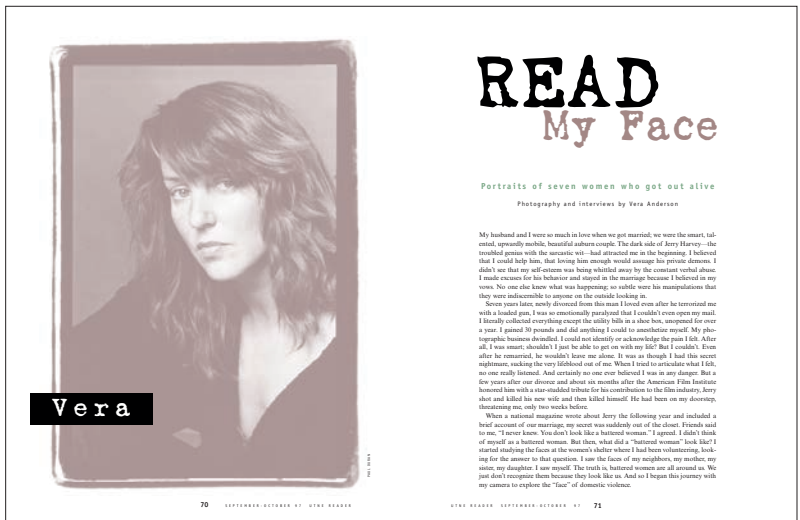 Vera
PAUL BROWN
70 SEPTEMBER•OCTOBER 97 UTNE READER
READ
My Face
Portraits of seven women who got out alive
Photography and interviews by Vera Anderson
My husband and I were so much in love when we got married; we were the smart, tal-
ented, upwardly mobile, beautiful auburn couple. The dark side of Jerry Harvey—the
troubled genius with the sarcastic wit—had attracted me in the beginning. I believed
that I could help him, that loving him enough would assuage his private demons. I
didn't see that my self-esteem was being whittled away by the constant verbal abuse.
I made excuses for his behavior and stayed in the marriage because I believed in my
vows. No one else knew what was happening; so subtle were his manipulations that
they were indiscernible to anyone on the outside looking in.
Seven years later, newly divorced from this man I loved even after he terrorized me
with a loaded gun, I was so emotionally paralyzed that I couldn't even open my mail.
I literally collected everything except the utility bills in a shoe box, unopened for over
a year. I gained 30 pounds and did anything I could to anesthetize myself. My pho-
tographic business dwindled. I could not identify or acknowledge the pain I felt. After
all, I was smart; shouldn't I just be able to get on with my life? But I couldn't. Even
after he remarried, he wouldn't leave me alone. It was as though I had this secret
nightmare, sucking the very lifeblood out of me. When I tried to articulate what I felt,
no one really listened. And certainly no one ever believed I was in any danger. But a
few years after our divorce and about six months after the American Film Institute
honored him with a star-studded tribute for his contribution to the film industry, Jerry
shot and killed his new wife and then killed himself. He had been on my doorstep,
threatening me, only two weeks before.
When a national magazine wrote about Jerry the following year and included a
brief account of our marriage, my secret was suddenly out of the closet. Friends said
to me, "I never knew. You don't look like a battered woman." I agreed. I didn't think
of myself as a battered woman. But then, what did a "battered woman" look like? I
started studying the faces at the women's shelter where I had been volunteering, look-
ing for the answer to that question. I saw the faces of my neighbors, my mother, my
sister, my daughter. I saw myself. The truth is, battered women are all around us. We
just don't recognize them because they look like us. And so I began this journey with
my camera to explore the "face" of domestic violence.
UTNE READER SEPTEMBER•OCTOBER 97 71